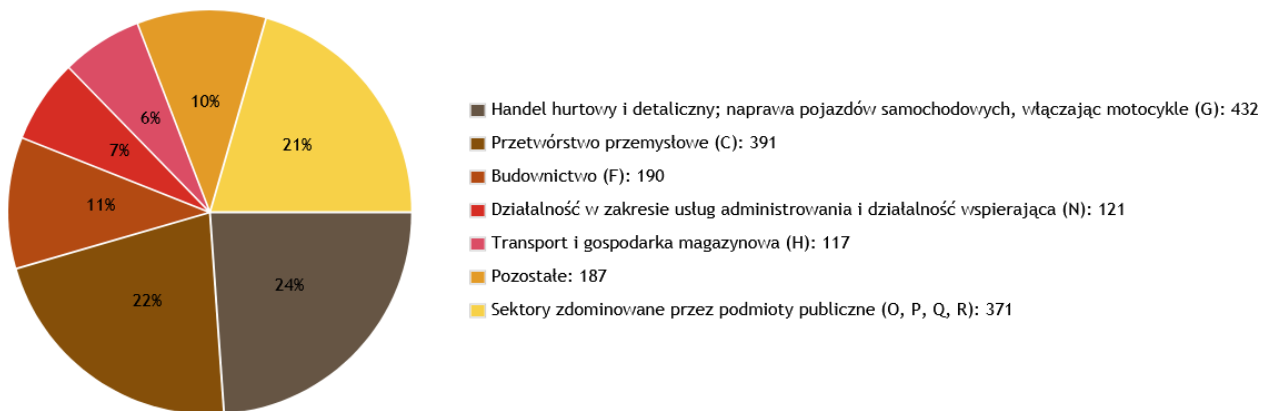 10%
6%
21%
7%
11%
24%
22%
Handel hurtowy i detaliczny; naprawa pojazdów samochodowych, włączając motocykle (G): 432
Przetwórstwo przemysłowe (C): 391
Budownictwo (F): 190
Działalność w zakresie usług administrowania i działalność wspierająca (N): 121
Transport i gospodarka magazynowa (H): 117
Pozostałe: 187
Sektory zdominowane przez podmioty publiczne (O, P, Q, R): 371